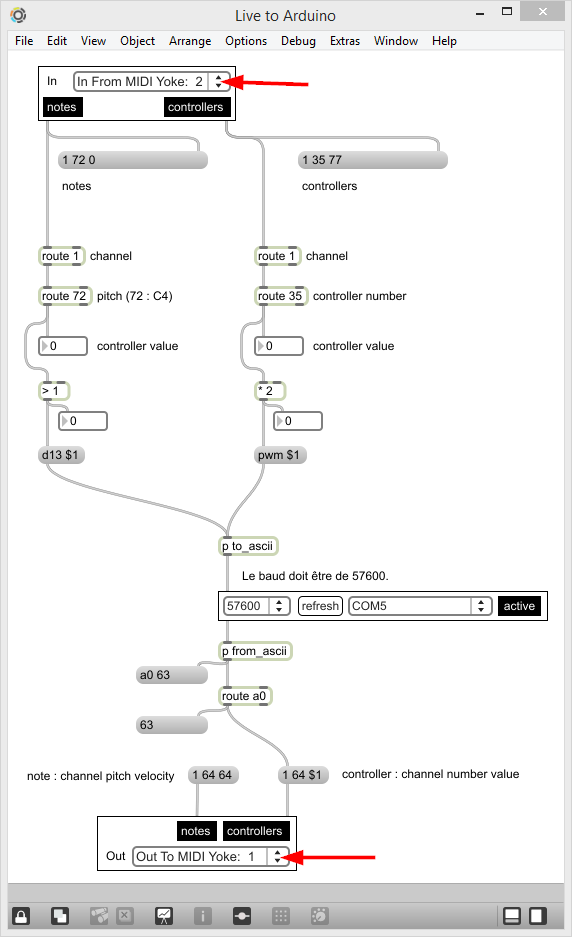 Live to Arduino
File Edit View Object Arrange Options Debug Extras Window Help
In In From MIDI Yoke: 2
notes controllers
1 72 0 1 35 77
notes controllers
route 1 channel route 1 channel
route 72 pitch (72 : C4) route 35 controller number
0 controller value 0 controller value
> 1 * 2
0 0
d13 $1 pwm $1
p to_ascii
Le baud doit être de 57600.
57600 refresh COM5 active
p from_ascii
a0 63
route a0
63
note : channel pitch velocity 1 64 64 1 64 $1 controller : channel number value
notes controllers
Out Out To MIDI Yoke: 1